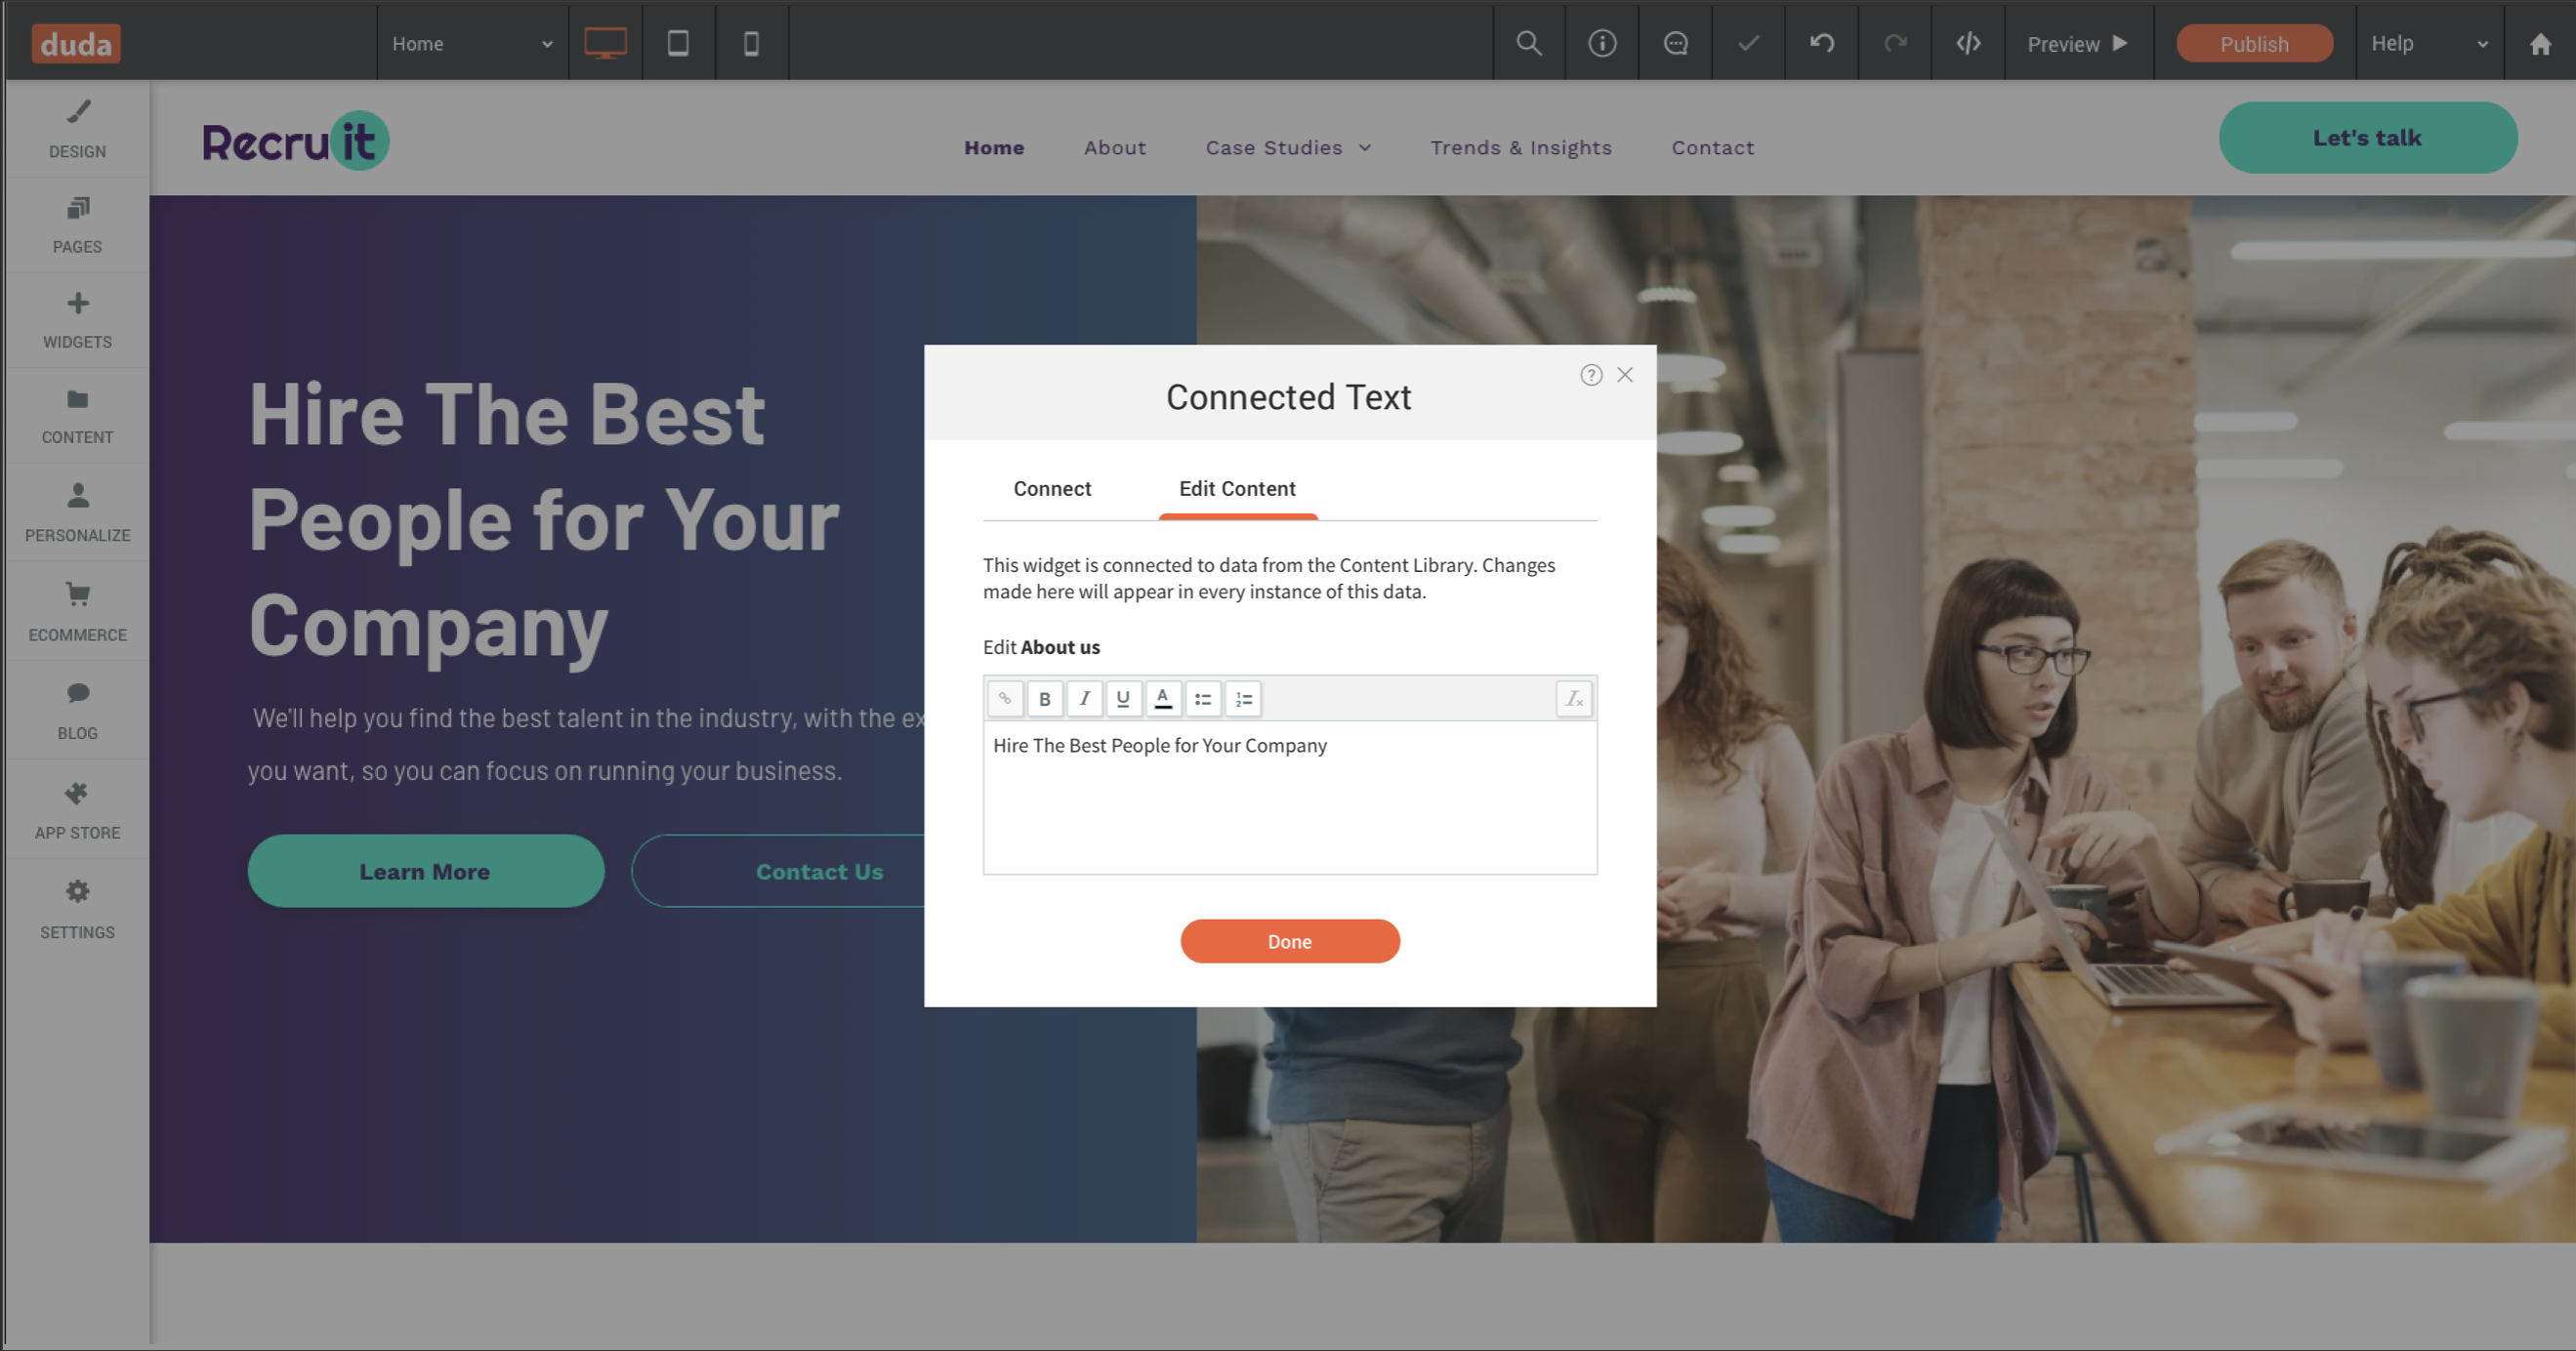 duda
Home
Preview
Publish
Help
DESIGN
PAGES
WIDGETS
CONTENT
PERSONALIZE
ECOMMERCE
BLOG
APP STORE
SETTINGS
Recruit
Home
About
Case Studies
Trends & Insights
Contact
Let's talk
Hire The Best
People for Your
Company
We'll help you find the best talent in the industry, with the
you want, so you can focus on running your business.
Learn More
Contact Us
Connected Text
Connect
Edit Content
This widget is connected to data from the Content Library. Changes
made here will appear in every instance of this data.
Edit About us
B I U A
Hire The Best People for Your Company
Done